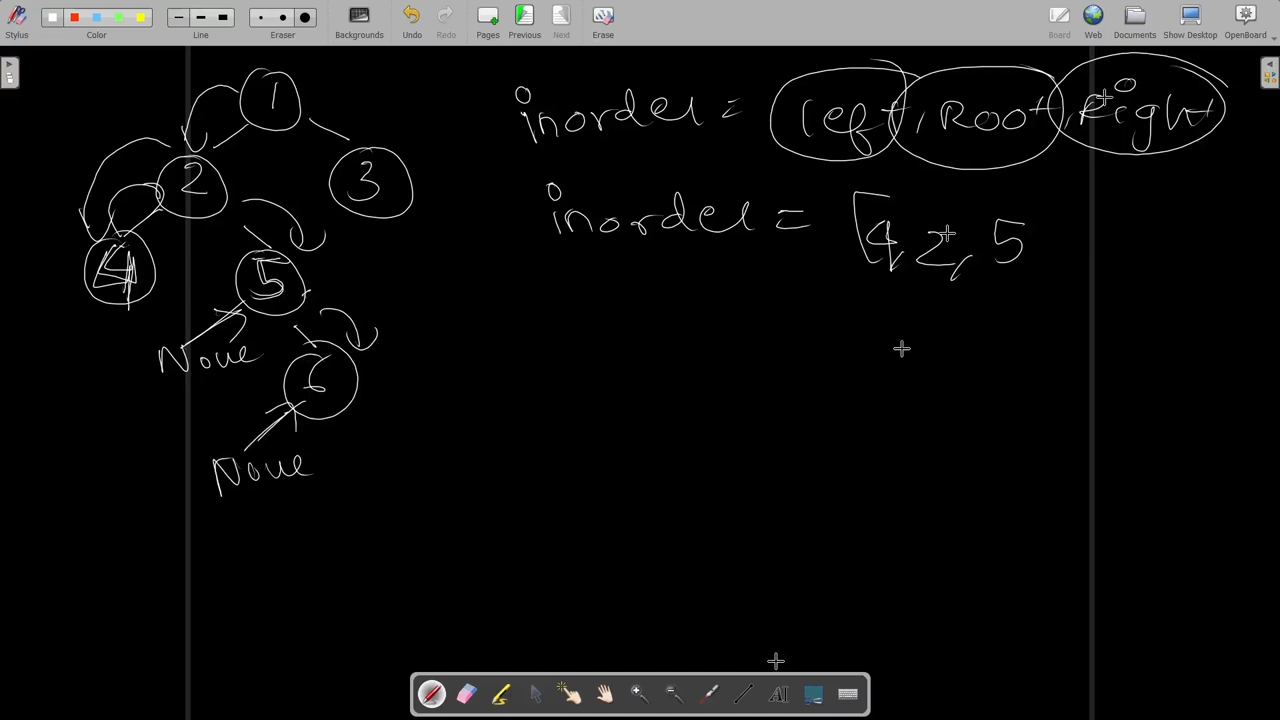 Stylus Color Line Eraser Backgrounds Undo Redo Pages Previous Next Erase Board Web Documents Show Desktop OpenBoard
1
inorder = left, Root, Right
2 3
inorder = [4, 2, 5
4 5
None
6
None
AI